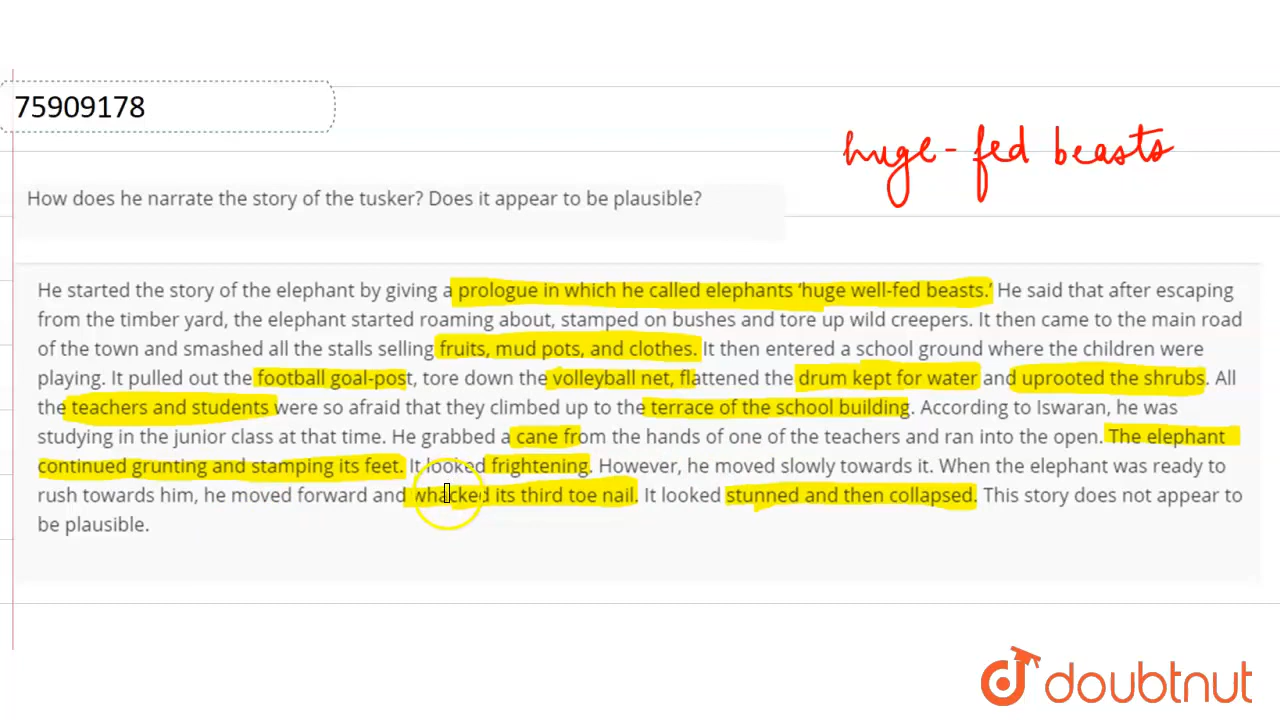 75909178
huge-fed beasts
How does he narrate the story of the tusker? Does it appear to be plausible?
He started the story of the elephant by giving a prologue in which he called elephants ‘huge well-fed beasts.’ He said that after escaping
from the timber yard, the elephant started roaming about, stamped on bushes and tore up wild creepers. It then came to the main road
of the town and smashed all the stalls selling fruits, mud pots, and clothes. It then entered a school ground where the children were
playing. It pulled out the football goal-post, tore down the volleyball net, flattened the drum kept for water and uprooted the shrubs. All
the teachers and students were so afraid that they climbed up to the terrace of the school building. According to Iswaran, he was
studying in the junior class at that time. He grabbed a cane from the hands of one of the teachers and ran into the open. The elephant
continued grunting and stamping its feet. It looked frightening. However, he moved slowly towards it. When the elephant was ready to
rush towards him, he moved forward and whacked its third toe nail. It looked stunned and then collapsed. This story does not appear to
be plausible.
doubtnut